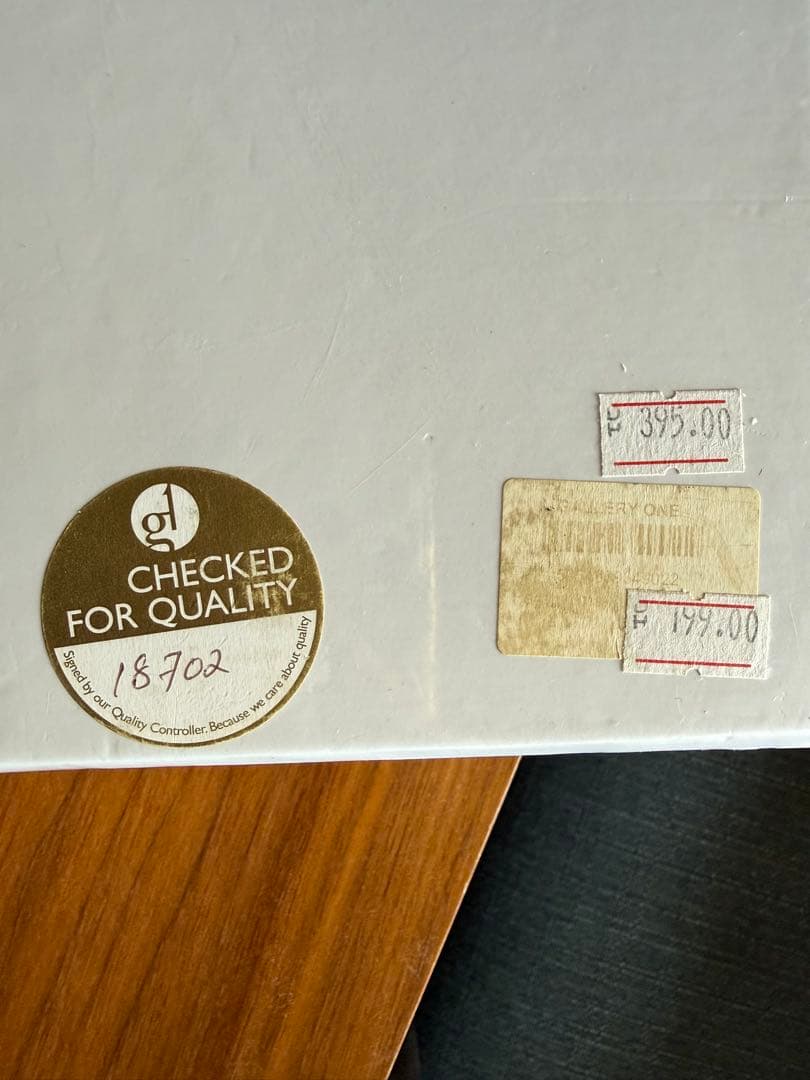 395.00
GALLERY ONE
199.00
g1
CHECKED
FOR QUALITY
18702
Signed by our Quality Controller. Because we care about quality